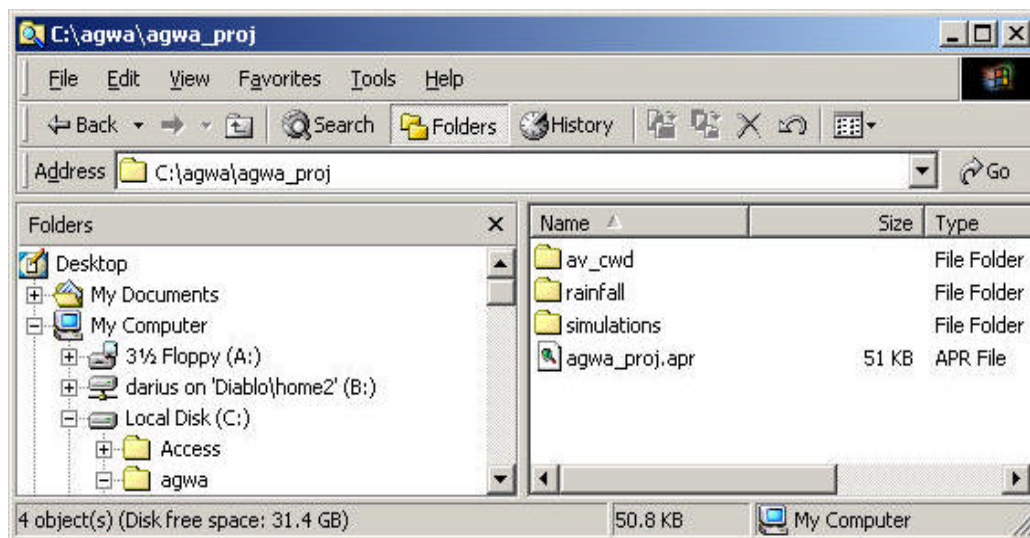 C:\agwa\agwa_proj
File Edit View Favorites Tools Help
Back Search Folders History
Address C:\agwa\agwa_proj Go
Folders
Desktop
My Documents
My Computer
3½ Floppy (A:)
darius on 'Diablo\home2' (B:)
Local Disk (C:)
Access
agwa
Name Size Type
av_cwd File Folder
rainfall File Folder
simulations File Folder
agwa_proj.apr 51 KB APR File
4 object(s) (Disk free space: 31.4 GB) 50.8 KB My Computer